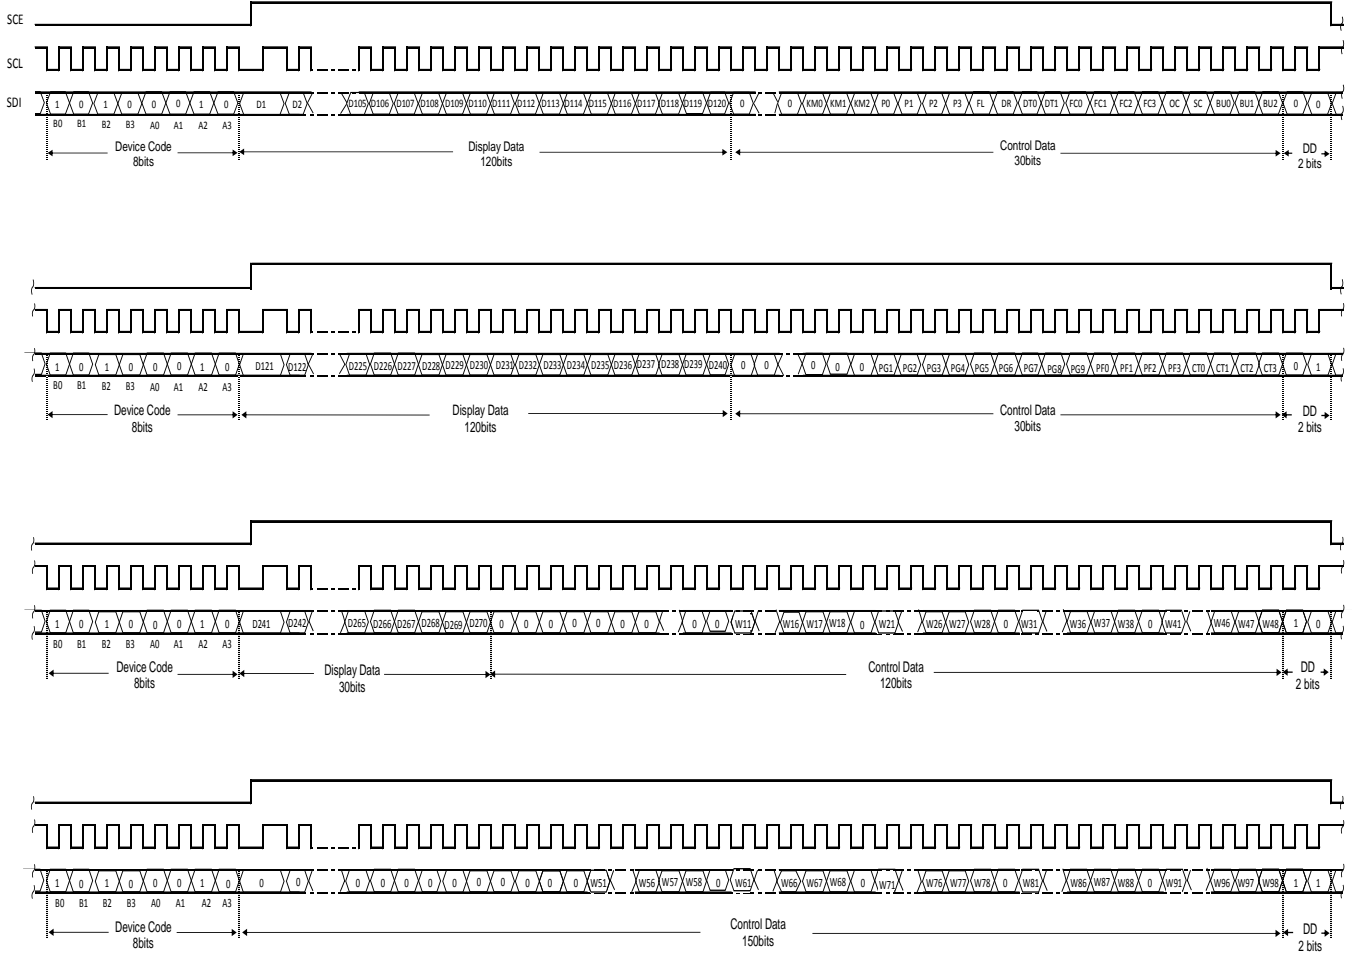 SCE
SCL
SDI 1 0 1 0 0 0 1 0 D1 D2 D105 D106 D107 D108 D109 D110 D111 D112 D113 D114 D115 D116 D117 D118 D119 D120 0 0 KM0 KM1 KM2 P0 P1 P2 P3 FL DR DT0 DT1 FC0 FC1 FC2 FC3 OC SC BU0 BU1 BU2 0 0
B0 B1 B2 B3 A0 A1 A2 A3
Device Code Display Data Control Data DD
8bits 120bits 30bits 2 bits
1 0 1 0 0 0 1 0 D121 D122 D225 D226 D227 D228 D229 D230 D231 D232 D233 D234 D235 D236 D237 D238 D239 D240 0 0 0 0 0 PG1 PG2 PG3 PG4 PG5 PG6 PG7 PG8 PG9 PF0 PF1 PF2 PF3 CT0 CT1 CT2 CT3 0 1
B0 B1 B2 B3 A0 A1 A2 A3
Device Code Display Data Control Data DD
8bits 120bits 30bits 2 bits
1 0 1 0 0 0 1 0 D241 D242 D265 D266 D267 D268 D269 D270 0 0 0 0 0 0 0 0 0 W11 W16 W17 W18 0 W21 W26 W27 W28 0 W31 W36 W37 W38 0 W41 W46 W47 W48 1 0
B0 B1 B2 B3 A0 A1 A2 A3
Device Code Display Data Control Data DD
8bits 30bits 120bits 2 bits
1 0 1 0 0 0 1 0 0 0 0 0 0 0 0 0 0 0 0 0 W51 W56 W57 W58 0 W61 W66 W67 W68 0 W71 W76 W77 W78 0 W81 W86 W87 W88 0 W91 W96 W97 W98 1 1
B0 B1 B2 B3 A0 A1 A2 A3
Device Code Control Data DD
8bits 150bits 2 bits